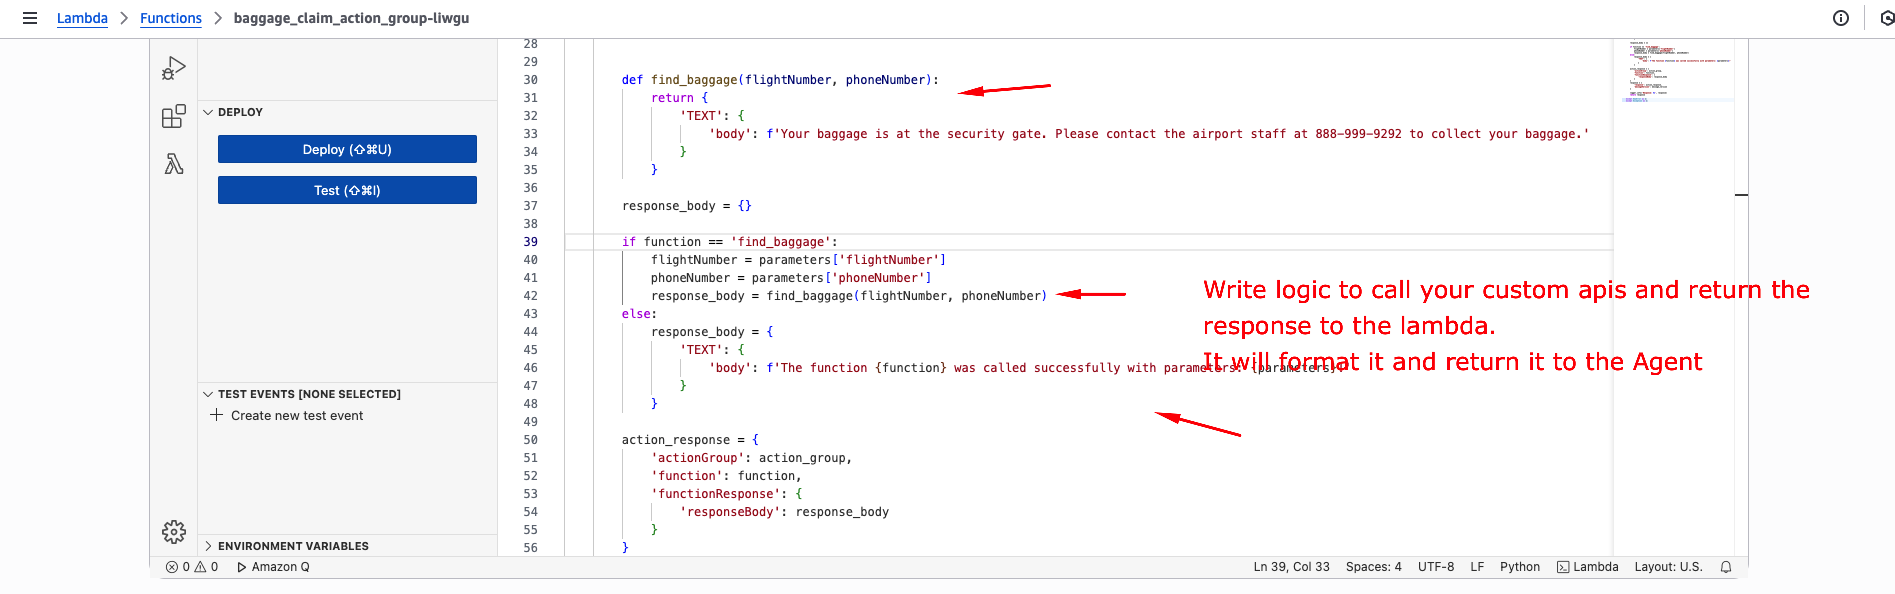 Lambda > Functions > baggage_claim_action_group-liwgu
28
29
30 def find_baggage(flightNumber, phoneNumber):
31 return {
32 'TEXT': {
33 'body': f'Your baggage is at the security gate. Please contact the airport staff at 888-999-9292 to collect your baggage.'
34 }
35 }
36
37 response_body = {}
38
39 if function == 'find_baggage':
40 flightNumber = parameters['flightNumber']
41 phoneNumber = parameters['phoneNumber']
42 response_body = find_baggage(flightNumber, phoneNumber)
43 else:
44 response_body = {
45 'TEXT': {
46 'body': f'The function {function} was called successfully with parameters: {parameters}!'
47 }
48 }
49
50 action_response = {
51 'actionGroup': action_group,
52 'function': function,
53 'functionResponse': {
54 'responseBody': response_body
55 }
56 }
DEPLOY
Deploy (⇧⌘U)
Test (⇧⌘I)
TEST EVENTS [NONE SELECTED]
Create new test event
ENVIRONMENT VARIABLES
Write logic to call your custom apis and return the
response to the lambda.
It will format it and return it to the Agent
0 0 Amazon Q Ln 39, Col 33 Spaces: 4 UTF-8 LF Python Lambda Layout: U.S.